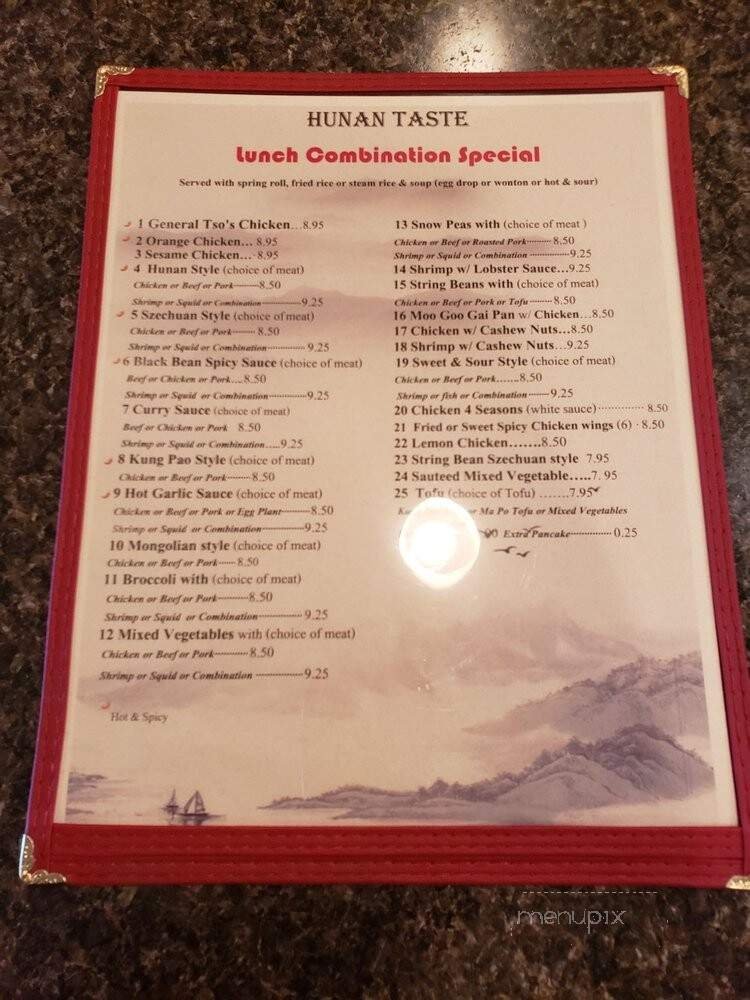 HUNAN TASTE
Lunch Combination Special
Served with spring roll, fried rice or steam rice & soup (egg drop or wonton or hot & sour)
1 General Tso's Chicken...8.95
2 Orange Chicken... 8.95
3 Sesame Chicken... 8.95
4 Hunan Style (choice of meat)
Chicken or Beef or Pork--------8.50
Shrimp or Squid or Combination--------------------9.25
5 Szechuan Style (choice of meat)
Chicken or Beef or Pork-------- 8.50
Shrimp or Squid or Combination-------------------- 9.25
6 Black Bean Spicy Sauce (choice of meat)
Beef or Chicken or Pork.... 8.50
Shrimp or Squid or Combination--------------------9.25
7 Curry Sauce (choice of meat)
Beef or Chicken or Pork 8.50
Shrimp or Squid or Combination.....9.25
8 Kung Pao Style (choice of meat)
Chicken or Beef or Pork--------8.50
9 Hot Garlic Sauce (choice of meat)
Chicken or Beef or Pork or Egg Plant----------8.50
Shrimp or Squid or Combination---------------9.25
10 Mongolian style (choice of meat)
Chicken or Beef or Pork------ 8.50
11 Broccoli with (choice of meat)
Chicken or Beef or Pork-----------8.50
Shrimp or Squid or Combination---------------- 9.25
12 Mixed Vegetables with (choice of meat)
Chicken or Beef or Pork-----------8.50
Shrimp or Squid or Combination ----------------9.25
Hot & Spicy
13 Snow Peas with (choice of meat )
Chicken or Beef or Roasted Pork---------- 8.50
Shrimp or Squid or Combination ---------------9.25
14 Shrimp w/ Lobster Sauce...9.25
15 String Beans with (choice of meat)
Chicken or Beef or Pork or Tofu -------- 8.50
16 Moo Goo Gai Pan w/ Chicken...8.50
17 Chicken w/ Cashew Nuts...8.50
18 Shrimp w/ Cashew Nuts...9.25
19 Sweet & Sour Style (choice of meat)
Chicken or Beef or Pork.......8.50
Shrimp or fish or Combination------9.25
20 Chicken 4 Seasons (white sauce)-------------- 8.50
21 Fried or Sweet Spicy Chicken wings (6) - 8.50
22 Lemon Chicken.......8.50
23 String Bean Szechuan style 7.95
24 Sauteed Mixed Vegetable.....7.95
25 Tofu (choice of Tofu) .......7.95
or Ma Po Tofu or Mixed Vegetables
Extra Pancake--------------- 0.25
menupix